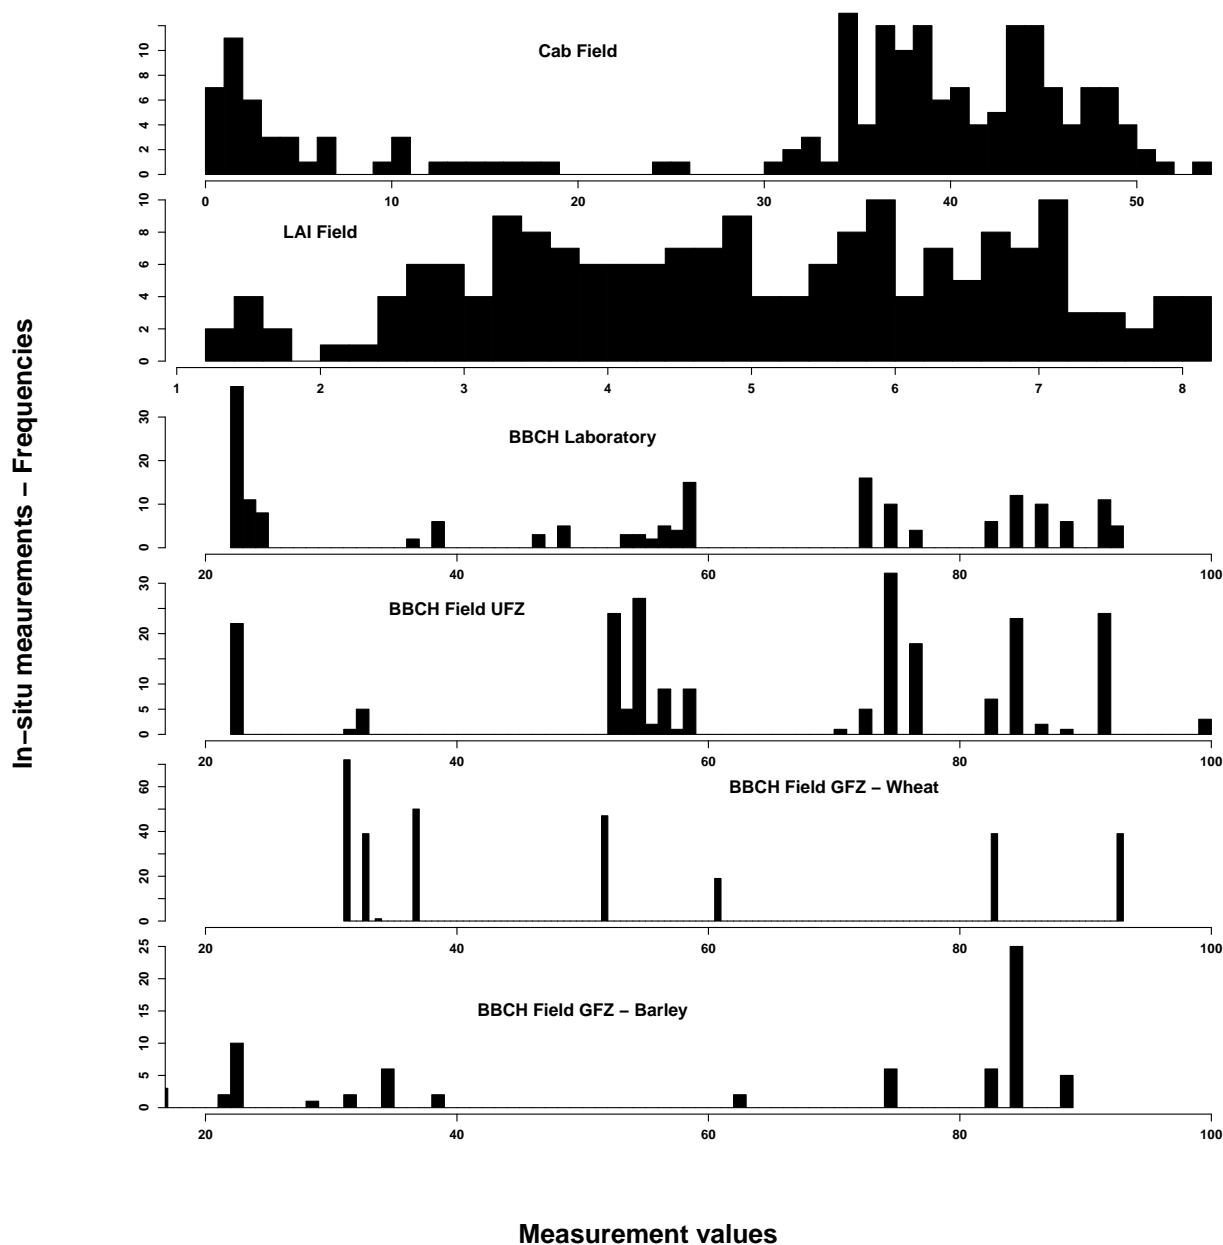 In−situ meaurements − Frequencies
Cab Field
0 2 4 6 8 10
0 10 20 30 40 50
LAI Field
0 2 4 6 8 10
1 2 3 4 5 6 7 8
BBCH Laboratory
0 10 20 30
20 40 60 80 100
BBCH Field UFZ
0 5 10 20 30
20 40 60 80 100
BBCH Field GFZ − Wheat
0 20 40 60
20 40 60 80 100
BBCH Field GFZ − Barley
0 5 10 15 20 25
20 40 60 80 100
Measurement values